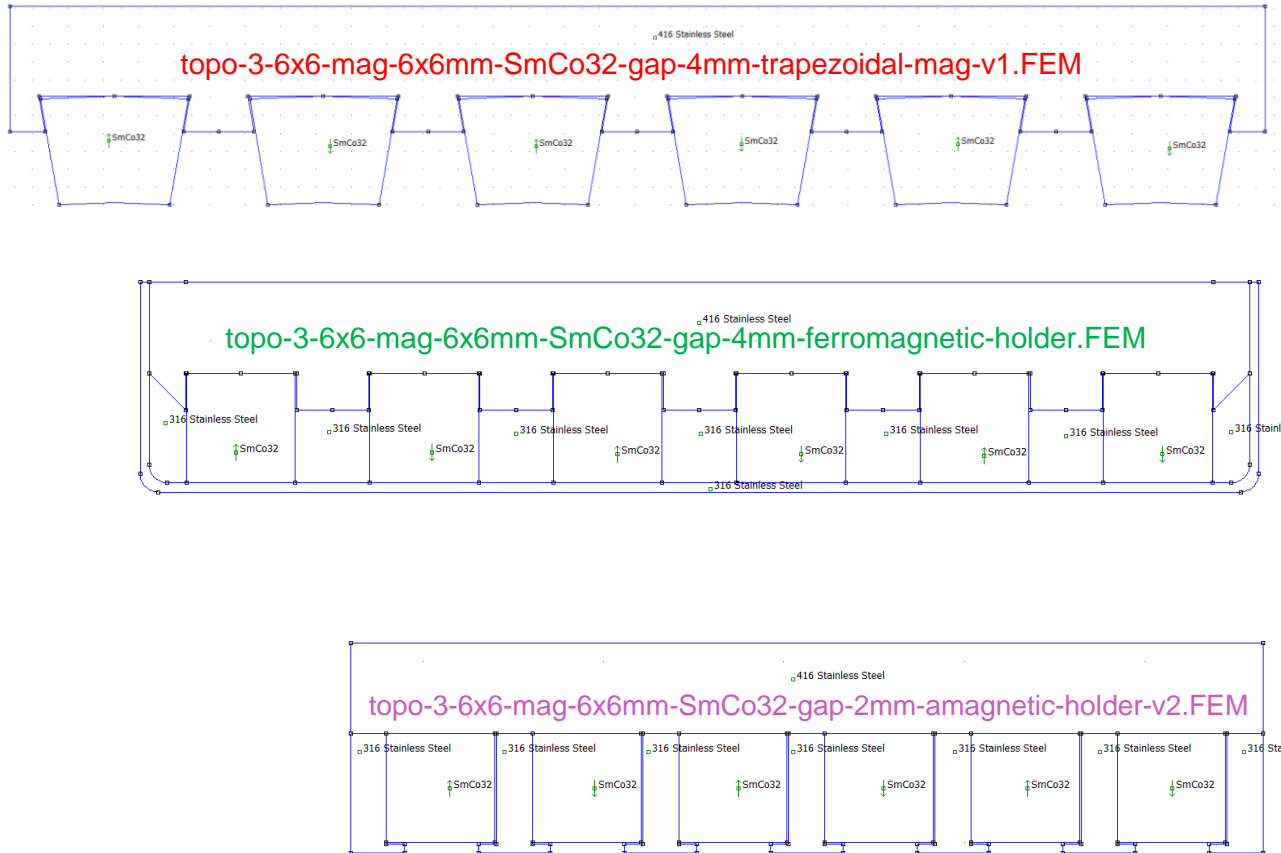 416 Stainless Steel
topo-3-6x6-mag-6x6mm-SmCo32-gap-4mm-trapezoidal-mag-v1.FEM
SmCo32 SmCo32 SmCo32 SmCo32 SmCo32 SmCo32
416 Stainless Steel
topo-3-6x6-mag-6x6mm-SmCo32-gap-4mm-ferromagnetic-holder.FEM
316 Stainless Steel 316 Stainless Steel 316 Stainless Steel 316 Stainless Steel 316 Stainless Steel 316 Stainless Steel 316 Stainl
SmCo32 SmCo32 SmCo32 SmCo32 SmCo32 SmCo32
316 Stainless Steel
416 Stainless Steel
topo-3-6x6-mag-6x6mm-SmCo32-gap-2mm-amagnetic-holder-v2.FEM
316 Stainless Steel 316 Stainless Steel 316 Stainless Steel 316 Stainless Steel 316 Stainless Steel 316 Stainless Steel 316 Sta
SmCo32 SmCo32 SmCo32 SmCo32 SmCo32 SmCo32